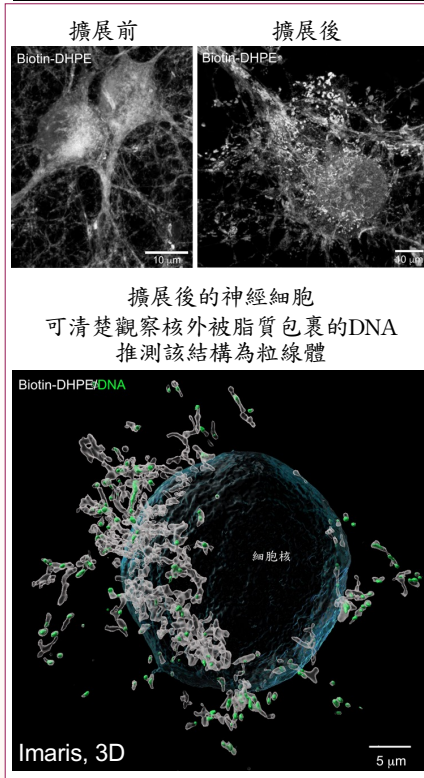 擴展前
擴展後
Biotin-DHPE
Biotin-DHPE
10 μm
10 μm
擴展後的神經細胞
可清楚觀察核外被脂質包裹的DNA
推測該結構為粒線體
Biotin-DHPE/DNA
細胞核
Imaris, 3D
5 μm